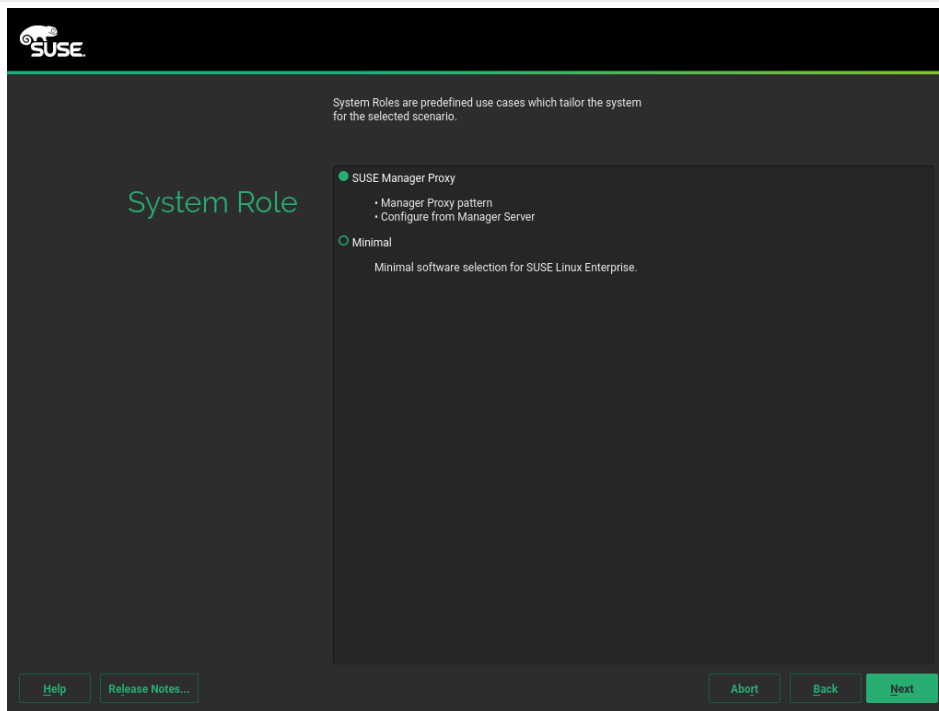 SUSE.
System Roles are predefined use cases which tailor the system
for the selected scenario.
System Role
SUSE Manager Proxy
• Manager Proxy pattern
• Configure from Manager Server
Minimal
Minimal software selection for SUSE Linux Enterprise.
Help
Release Notes...
Abort
Back
Next